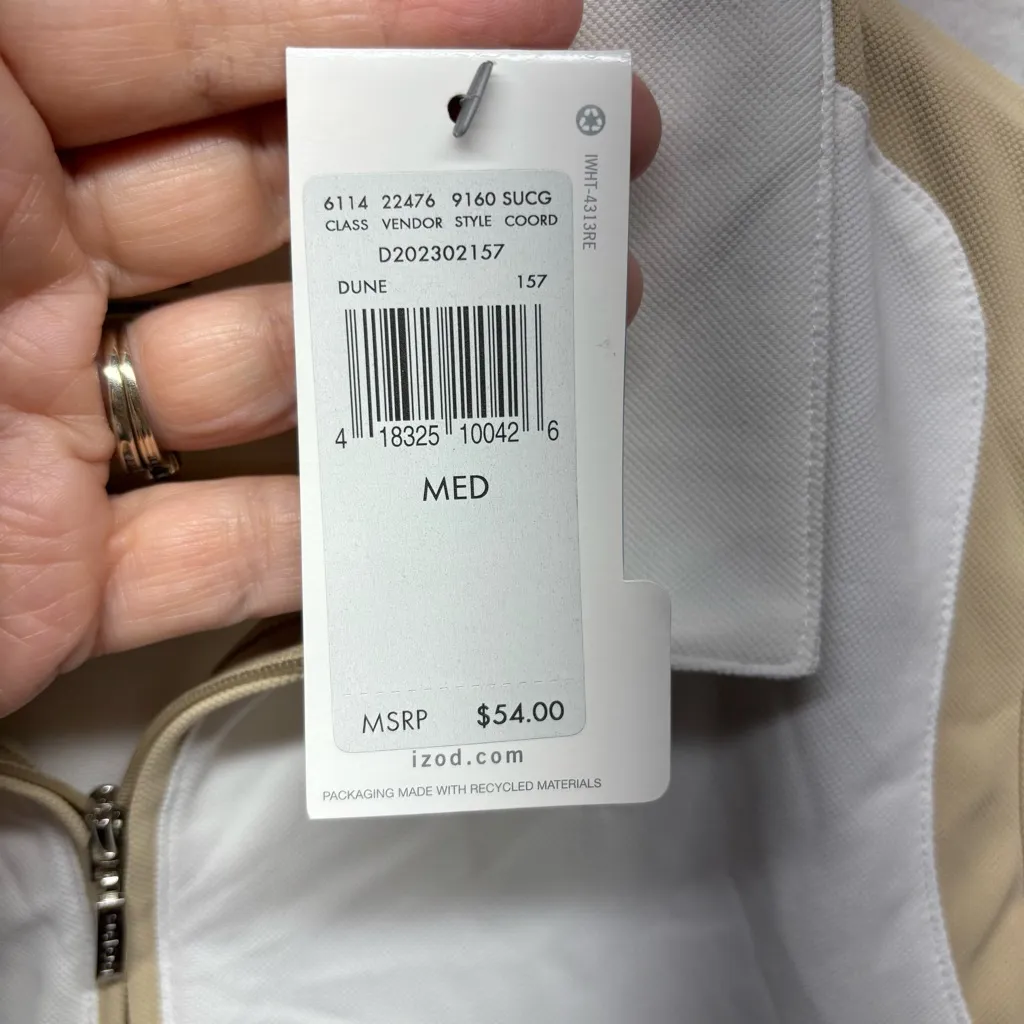 6114 22476 9160 SUCG
CLASS VENDOR STYLE COORD
D202302157
DUNE 157
4 18325 10042 6
MED
MSRP $54.00
izod.com
PACKAGING MADE WITH RECYCLED MATERIALS
IWHT-4313RE